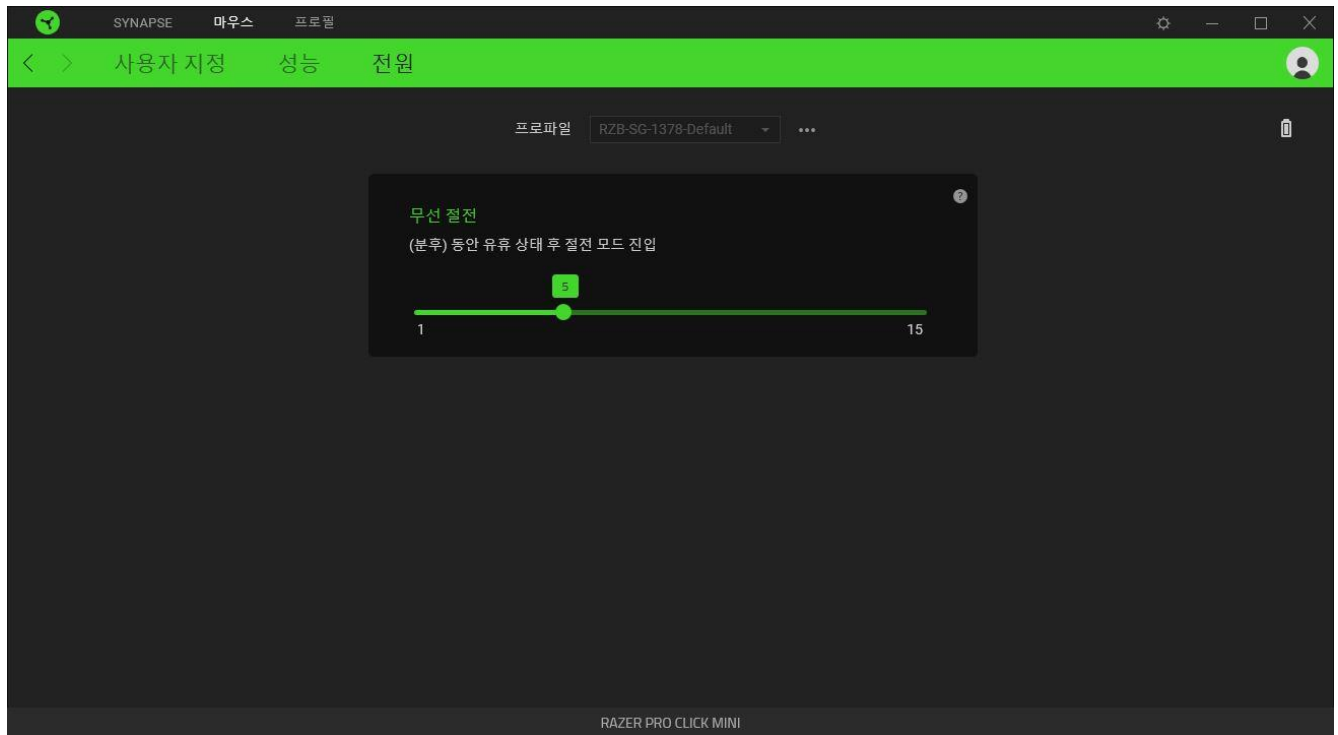 SYNAPSE 마우스 프로필
사용자 지정 성능 전원
프로파일 RZB-SG-1378-Default
무선 절전
(분후) 동안 유휴 상태 후 절전 모드 진입
5
1 15
RAZER PRO CLICK MINI